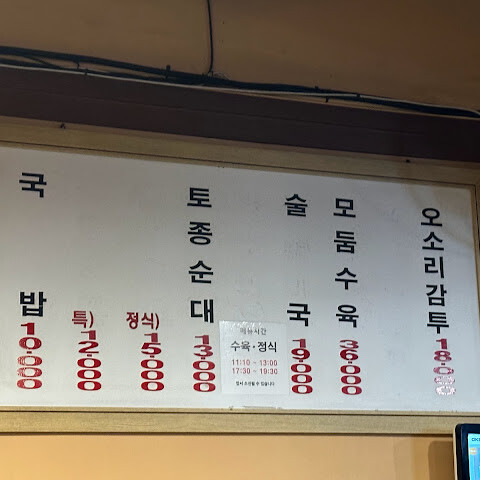 국밥
10,000
특)
12,000
정식)
15,000
토종순대
13,000
수육·정식
11:10 - 13:00
17:30 - 19:30
술국
19,000
모둠수육
36,000
오소리감투